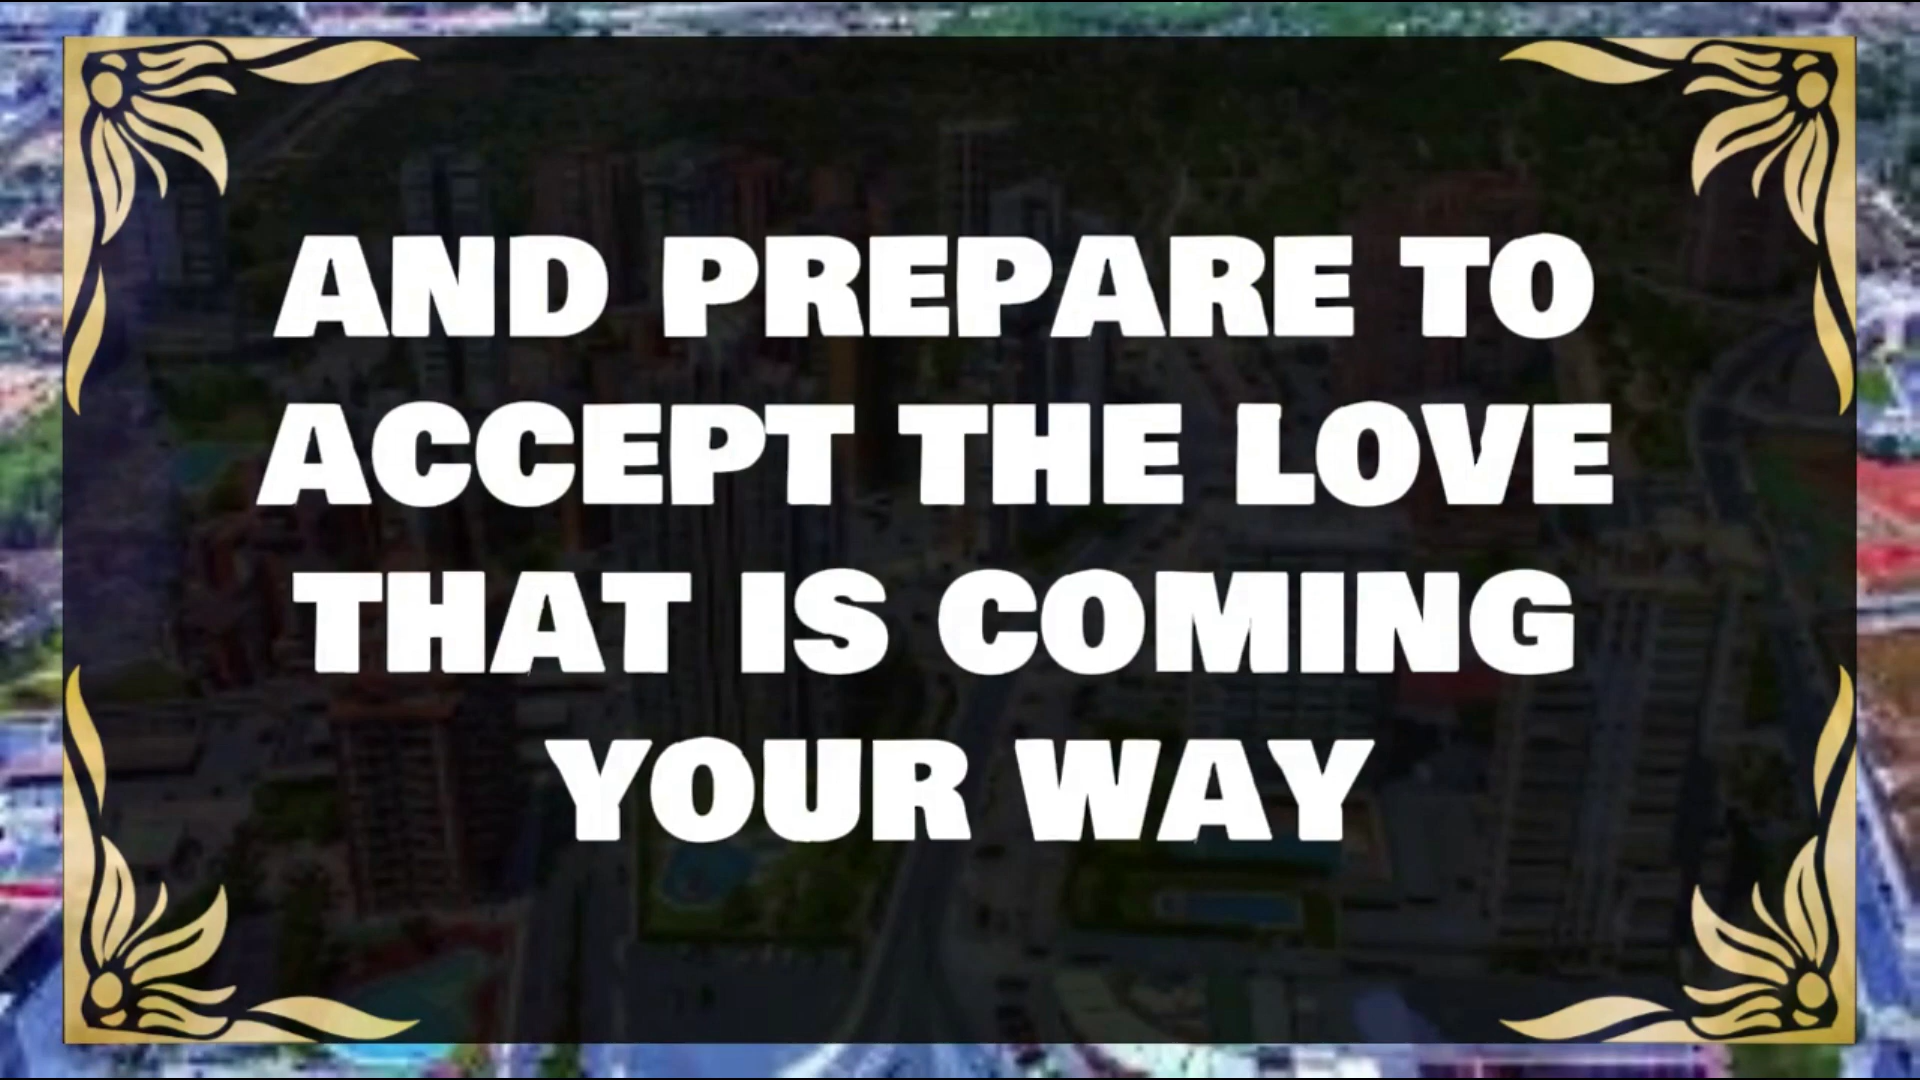 AND PREPARE TO
ACCEPT THE LOVE
THAT IS COMING
YOUR WAY